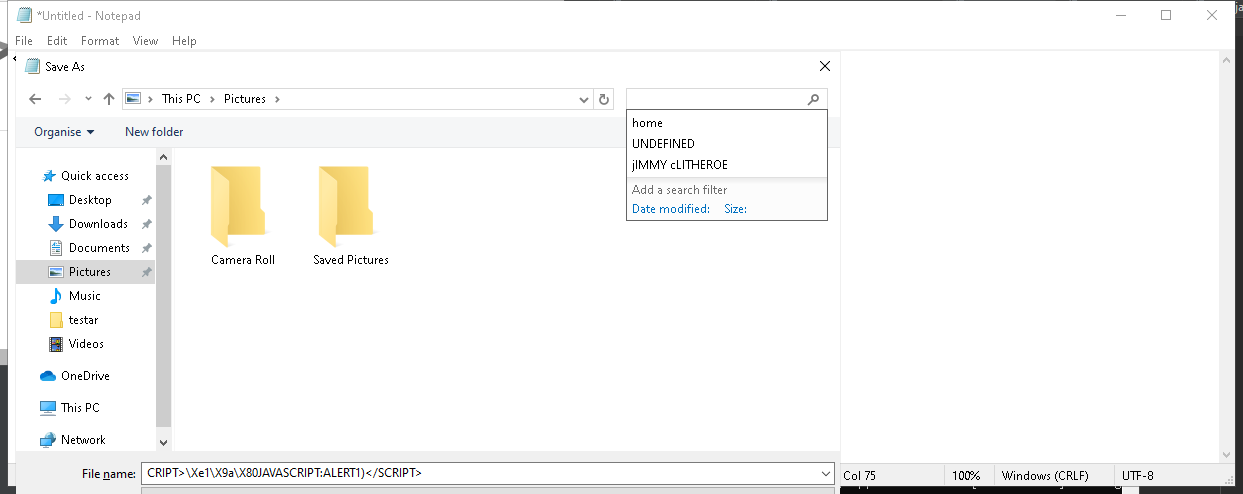 *Untitled - Notepad
File Edit Format View Help
Save As
This PC > Pictures >
Organise New folder
home
UNDEFINED
jIMMY cLITHEROE
Add a search filter
Date modified: Size:
Quick access
Desktop
Downloads
Documents
Pictures
Music
testar
Videos
OneDrive
This PC
Network
Camera Roll
Saved Pictures
File name: CRIPT>\Xe1\X9a\X80JAVASCRIPT:ALERT1)</SCRIPT>
Col 75 100% Windows (CRLF) UTF-8